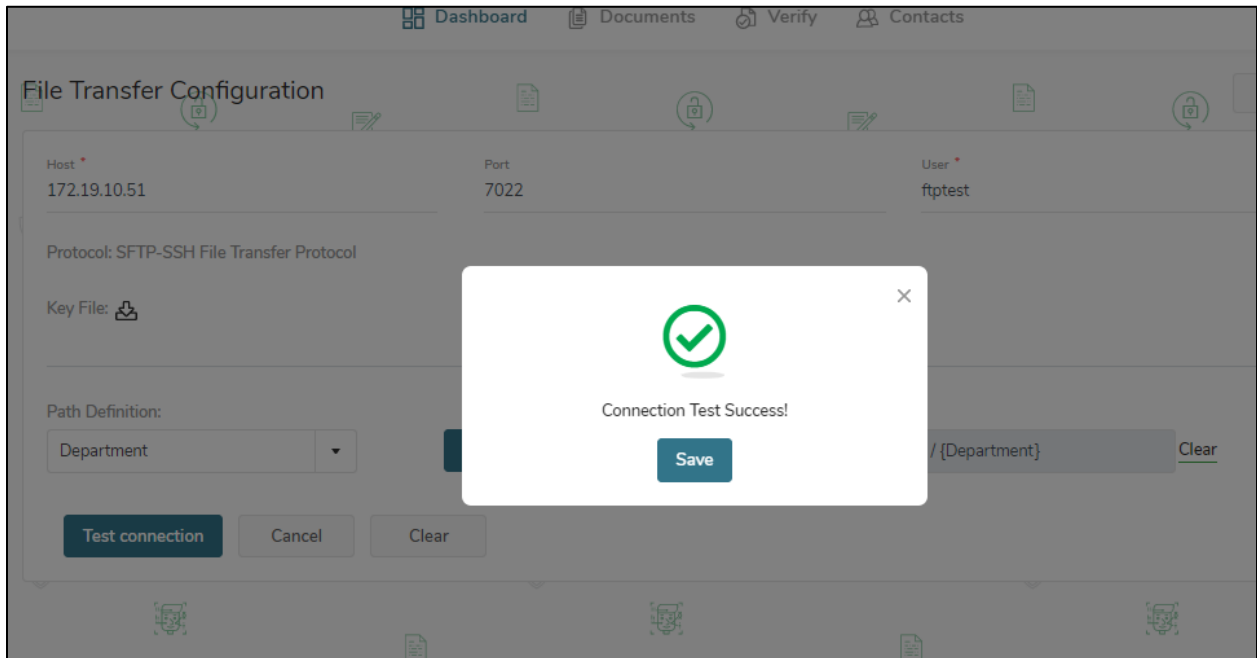 Dashboard Documents Verify Contacts
File Transfer Configuration
Host * Port User *
172.19.10.51 7022 ftptest
Protocol: SFTP-SSH File Transfer Protocol
Key File:
Connection Test Success!
Path Definition:
Department Save / {Department} Clear
Test connection Cancel Clear